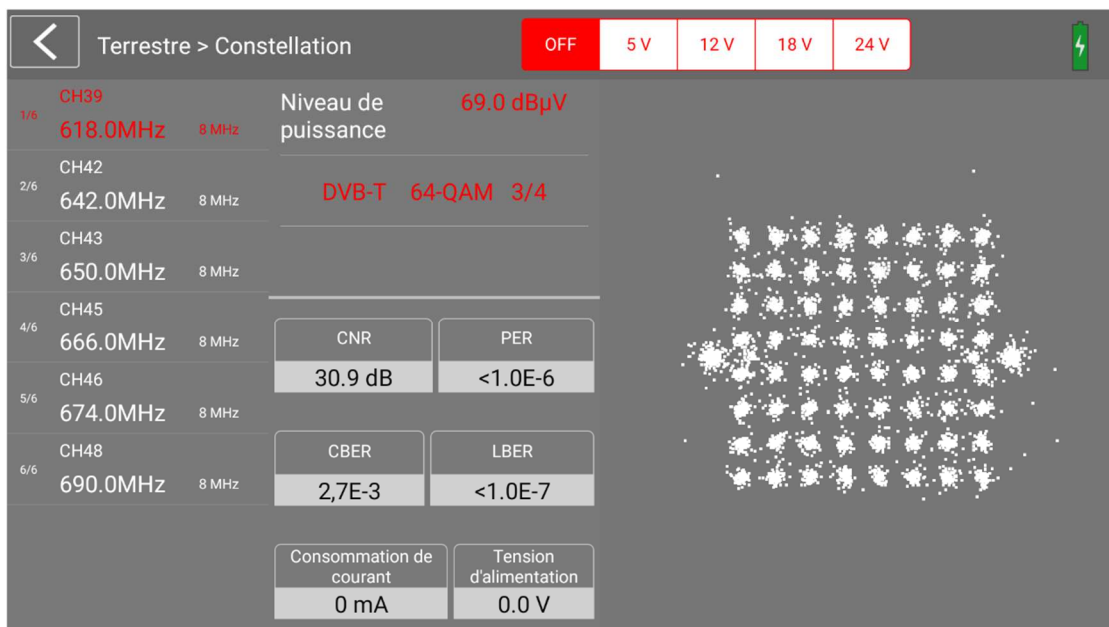 Terrestre > Constellation
OFF
5 V
12 V
18 V
24 V
1/6
CH39
618.0MHz
8 MHz
2/6
CH42
642.0MHz
8 MHz
3/6
CH43
650.0MHz
8 MHz
4/6
CH45
666.0MHz
8 MHz
5/6
CH46
674.0MHz
8 MHz
6/6
CH48
690.0MHz
8 MHz
Niveau de
puissance
69.0 dBµV
DVB-T 64-QAM 3/4
CNR
30.9 dB
PER
<1.0E-6
CBER
2,7E-3
LBER
<1.0E-7
Consommation de
courant
0 mA
Tension
d'alimentation
0.0 V